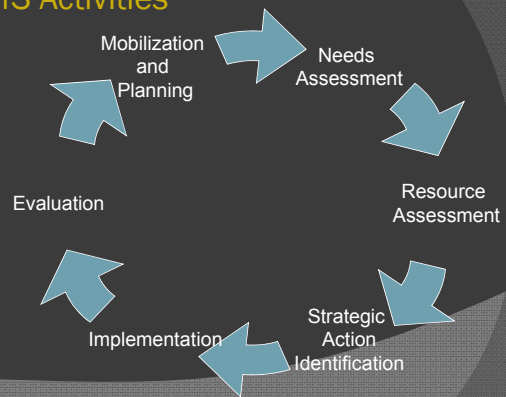 IS Activities
Mobilization
and
Planning
Needs
Assessment
Resource
Assessment
Strategic
Action
Identification
Implementation
Evaluation